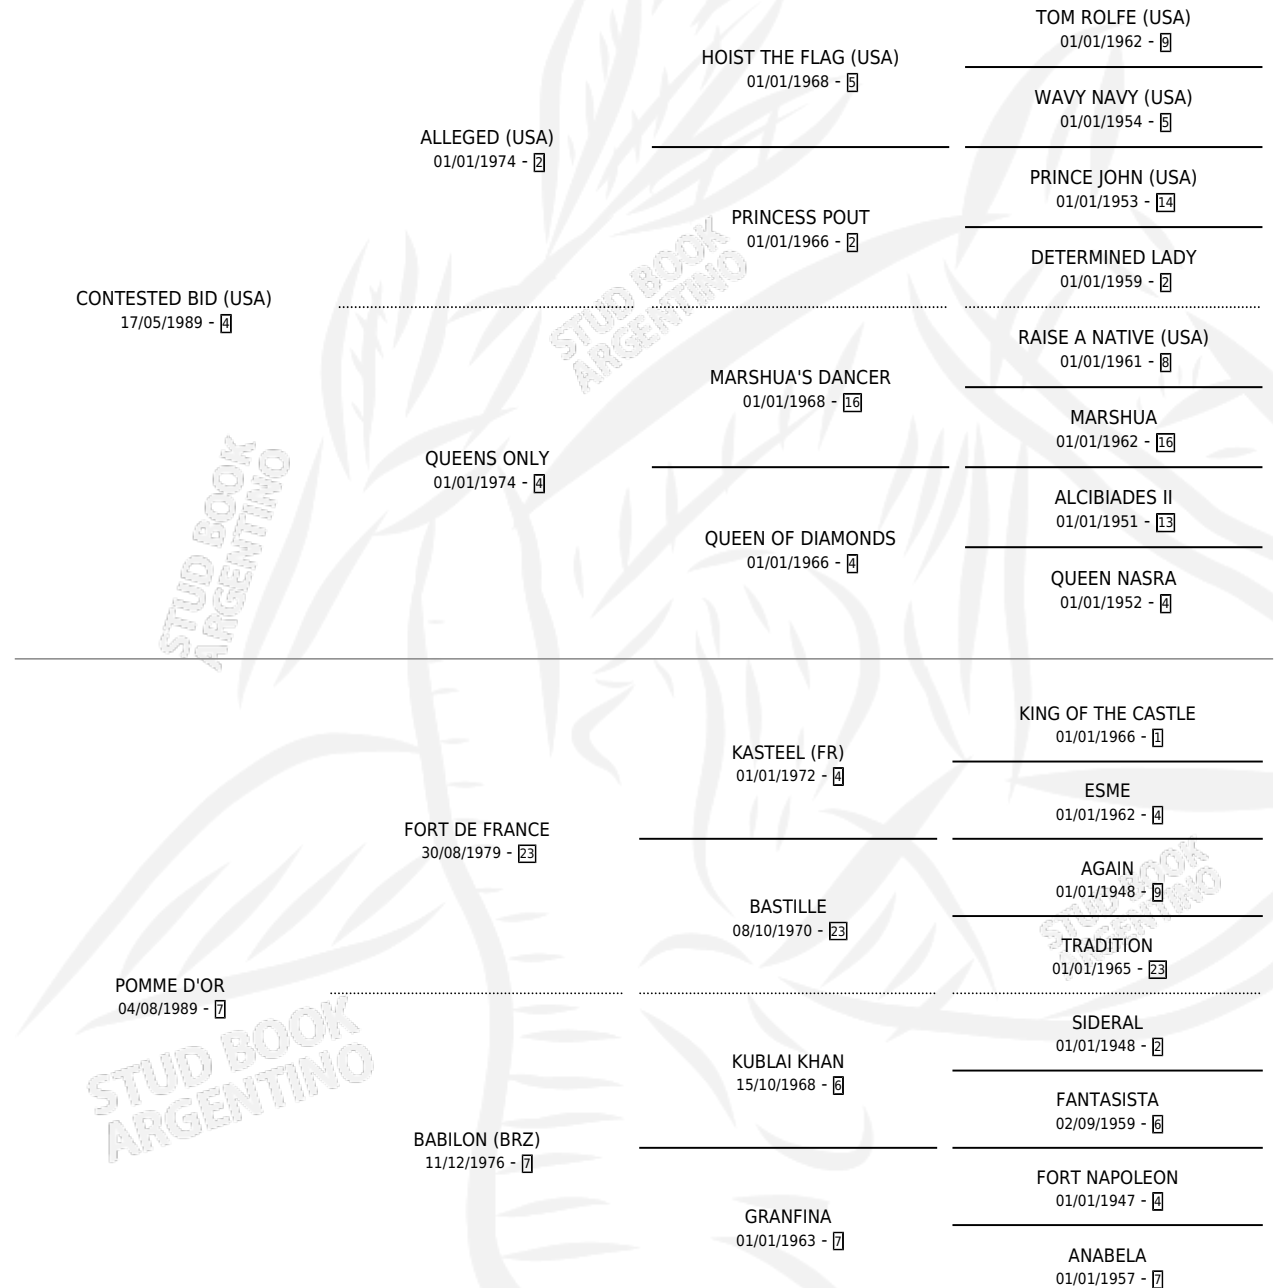 TOM ROLFE (USA)
01/01/1962 - 9
HOIST THE FLAG (USA)
01/01/1968 - 5
WAVY NAVY (USA)
01/01/1954 - 5
ALLEGED (USA)
01/01/1974 - 2
PRINCE JOHN (USA)
01/01/1953 - 14
PRINCESS POUT
01/01/1966 - 2
DETERMINED LADY
01/01/1959 - 2
CONTESTED BID (USA)
17/05/1989 - 4
STUD BOOK
ARGENTINO
RAISE A NATIVE (USA)
01/01/1961 - 8
MARSHUA'S DANCER
01/01/1968 - 16
MARSHUA
01/01/1962 - 16
QUEENS ONLY
01/01/1974 - 4
ALCIBIADES II
01/01/1951 - 13
QUEEN OF DIAMONDS
01/01/1966 - 4
QUEEN NASRA
01/01/1952 - 4
STUD BOOK
ARGENTINO
KING OF THE CASTLE
01/01/1966 - 1
KASTEEL (FR)
01/01/1972 - 4
ESME
01/01/1962 - 4
FORT DE FRANCE
30/08/1979 - 23
AGAIN
01/01/1948 - 9
BASTILLE
08/10/1970 - 23
STUD BOOK
ARGENTINO
TRADITION
01/01/1965 - 23
POMME D'OR
04/08/1989 - 7
STUD BOOK
ARGENTINO
SIDERAL
01/01/1948 - 2
KUBLAI KHAN
15/10/1968 - 6
FANTASISTA
02/09/1959 - 6
BABILON (BRZ)
11/12/1976 - 7
FORT NAPOLEON
01/01/1947 - 4
GRANFINA
01/01/1963 - 7
ANABELA
01/01/1957 - 7